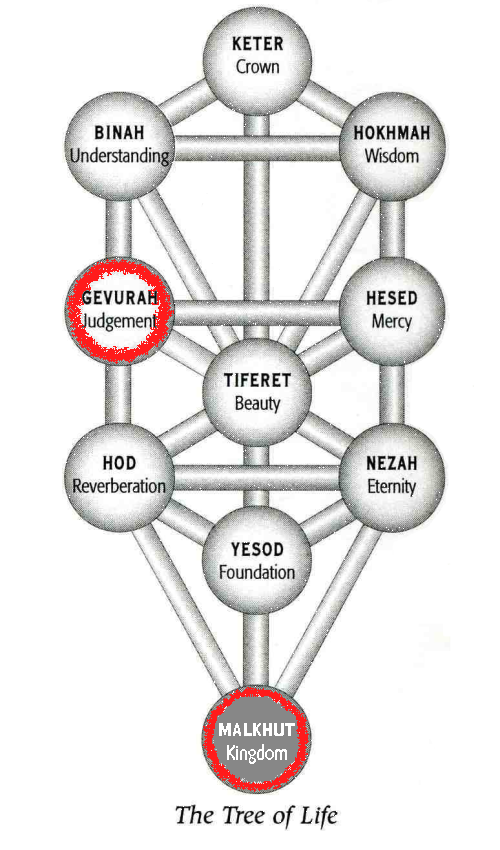 KETER
Crown
BINAH
Understanding
HOKHMAH
Wisdom
GEVURAH
Judgement
HESED
Mercy
TIFERET
Beauty
HOD
Reverberation
NEZAH
Eternity
YESOD
Foundation
MALKHUT
Kingdom
The Tree of Life